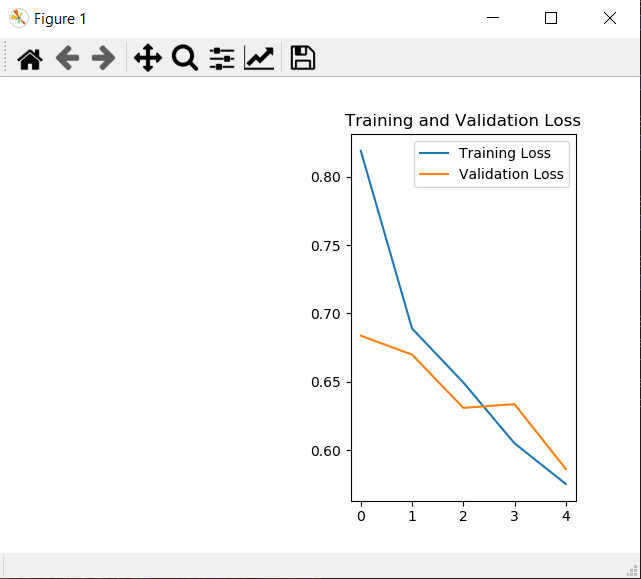 Figure 1
Training and Validation Loss
Training Loss
Validation Loss
0.80
0.75
0.70
0.65
0.60
0 1 2 3 4